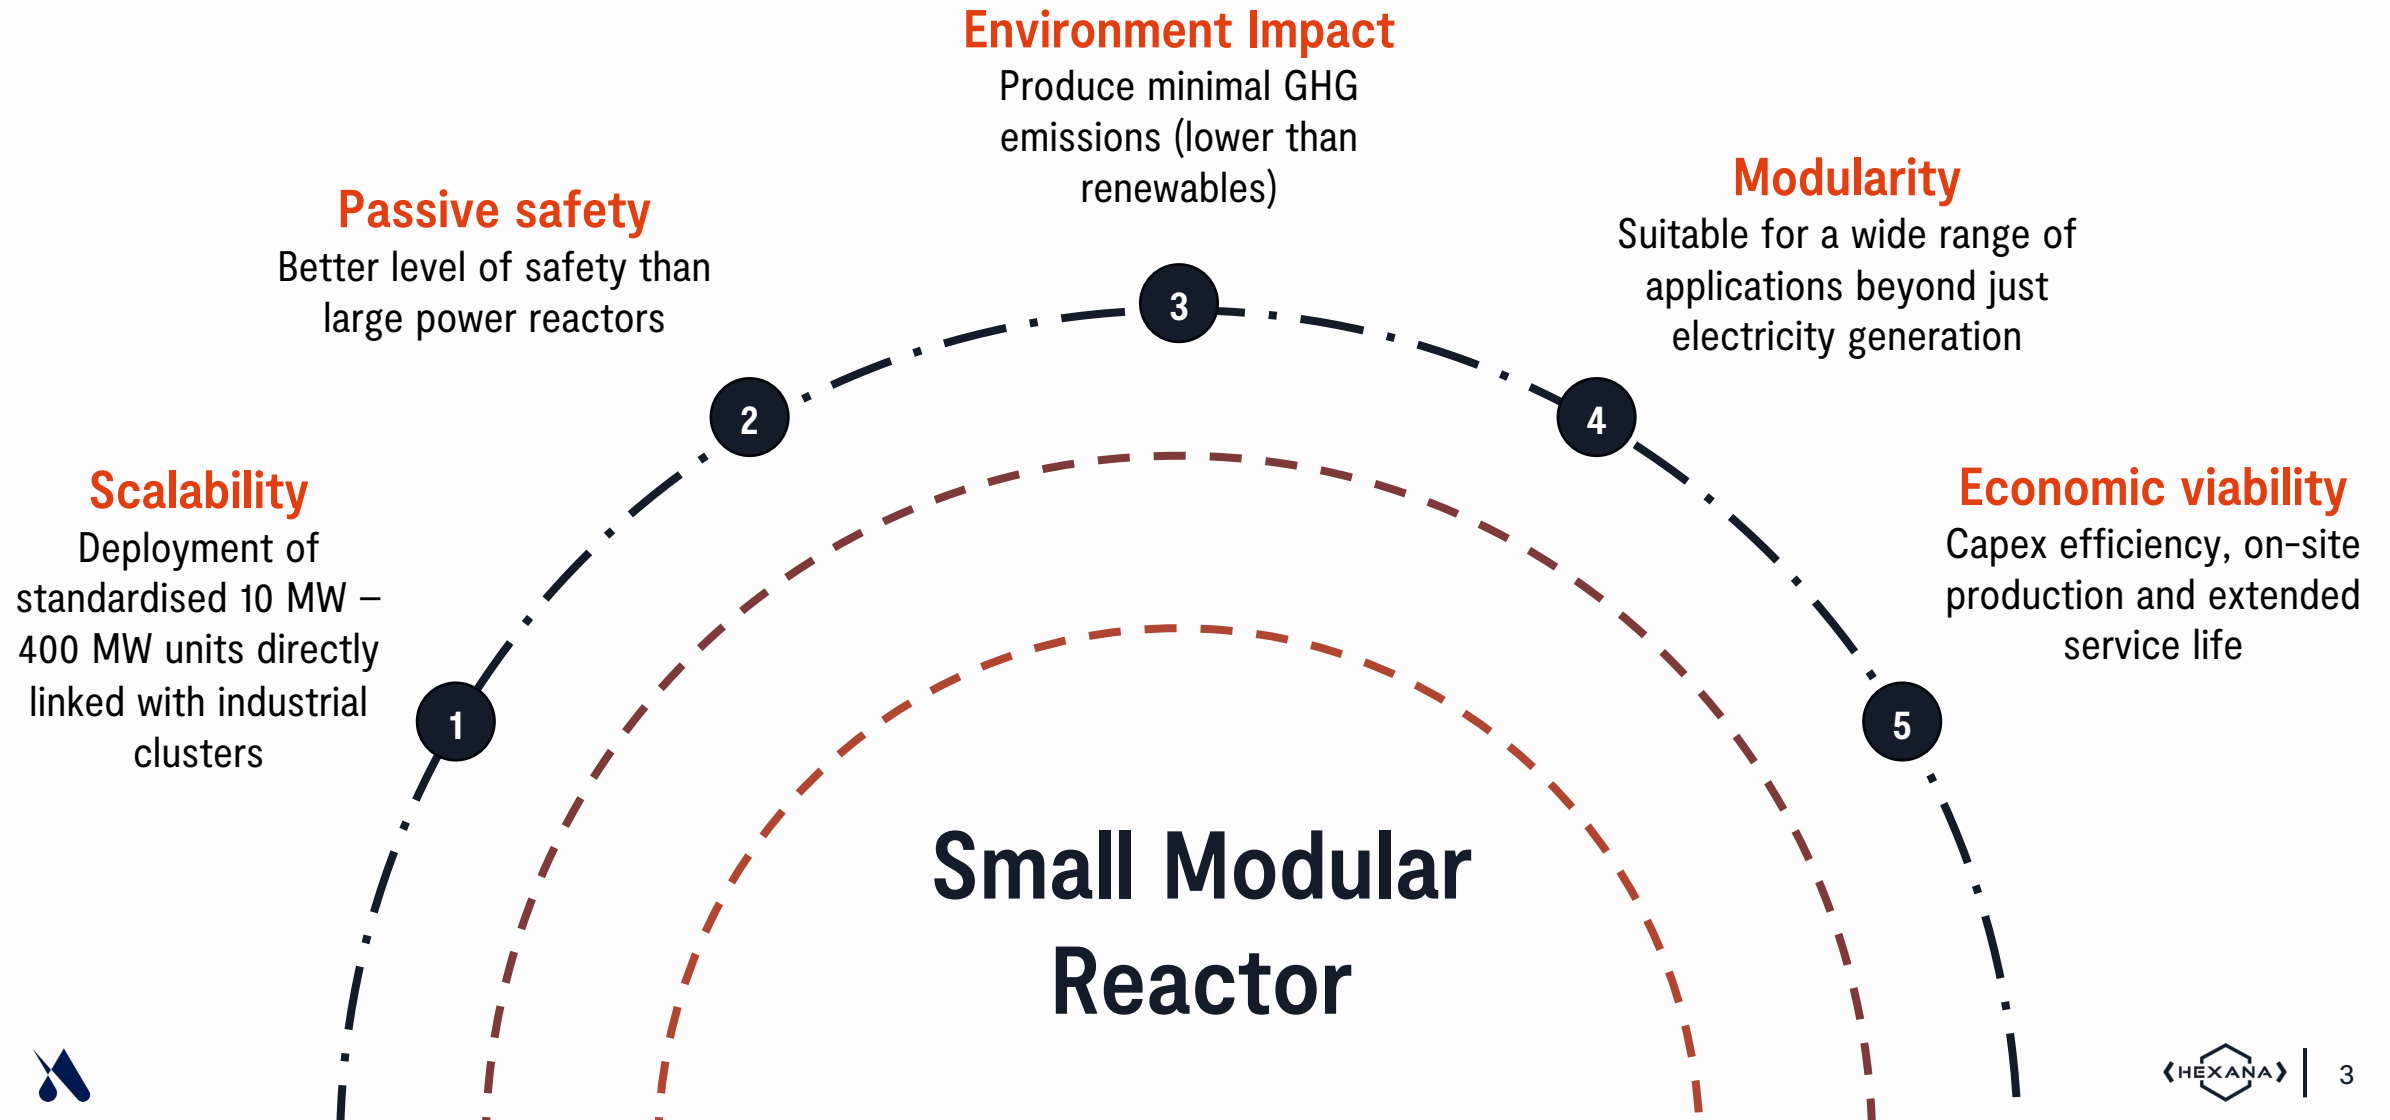 Scalability
Deployment of
standardised 10 MW –
400 MW units directly
linked with industrial
clusters
1
Passive safety
Better level of safety than
large power reactors
2
Environment Impact
Produce minimal GHG
emissions (lower than
renewables)
3
Modularity
Suitable for a wide range of
applications beyond just
electricity generation
4
Economic viability
Capex efficiency, on-site
production and extended
service life
5
Small Modular
Reactor
HEXANA
3